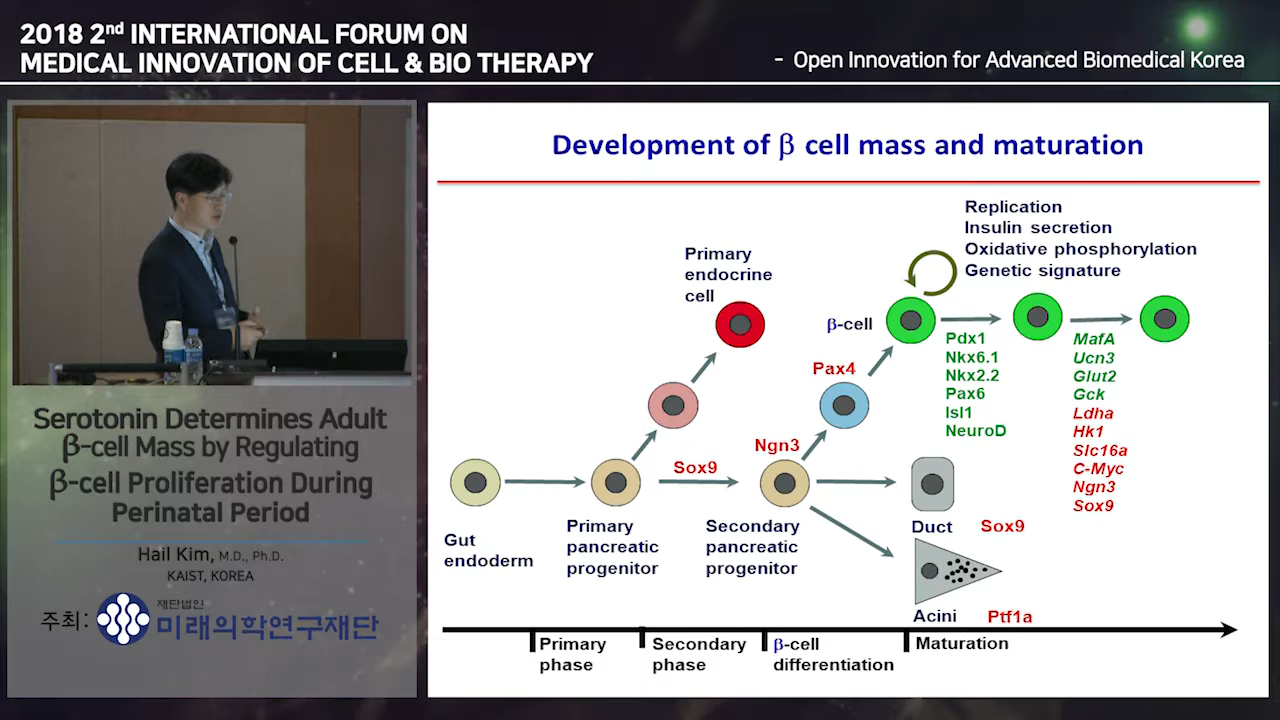 2018 2nd INTERNATIONAL FORUM ON
MEDICAL INNOVATION OF CELL & BIO THERAPY
- Open Innovation for Advanced Biomedical Korea
Serotonin Determines Adult
β-cell Mass by Regulating
β-cell Proliferation During
Perinatal Period
Hail Kim, M.D., Ph.D.
KAIST, KOREA
주최:
재단법인
미래의학연구재단
Development of β cell mass and maturation
Replication
Insulin secretion
Oxidative phosphorylation
Genetic signature
Primary
endocrine
cell
β-cell
Pax4
Ngn3
Sox9
Pdx1
Nkx6.1
Nkx2.2
Pax6
Isl1
NeuroD
MafA
Ucn3
Glut2
Gck
Ldha
Hk1
Slc16a
C-Myc
Ngn3
Sox9
Gut
endoderm
Primary
pancreatic
progenitor
Secondary
pancreatic
progenitor
Duct
Sox9
Acini
Ptf1a
Primary
phase
Secondary
phase
β-cell
differentiation
Maturation